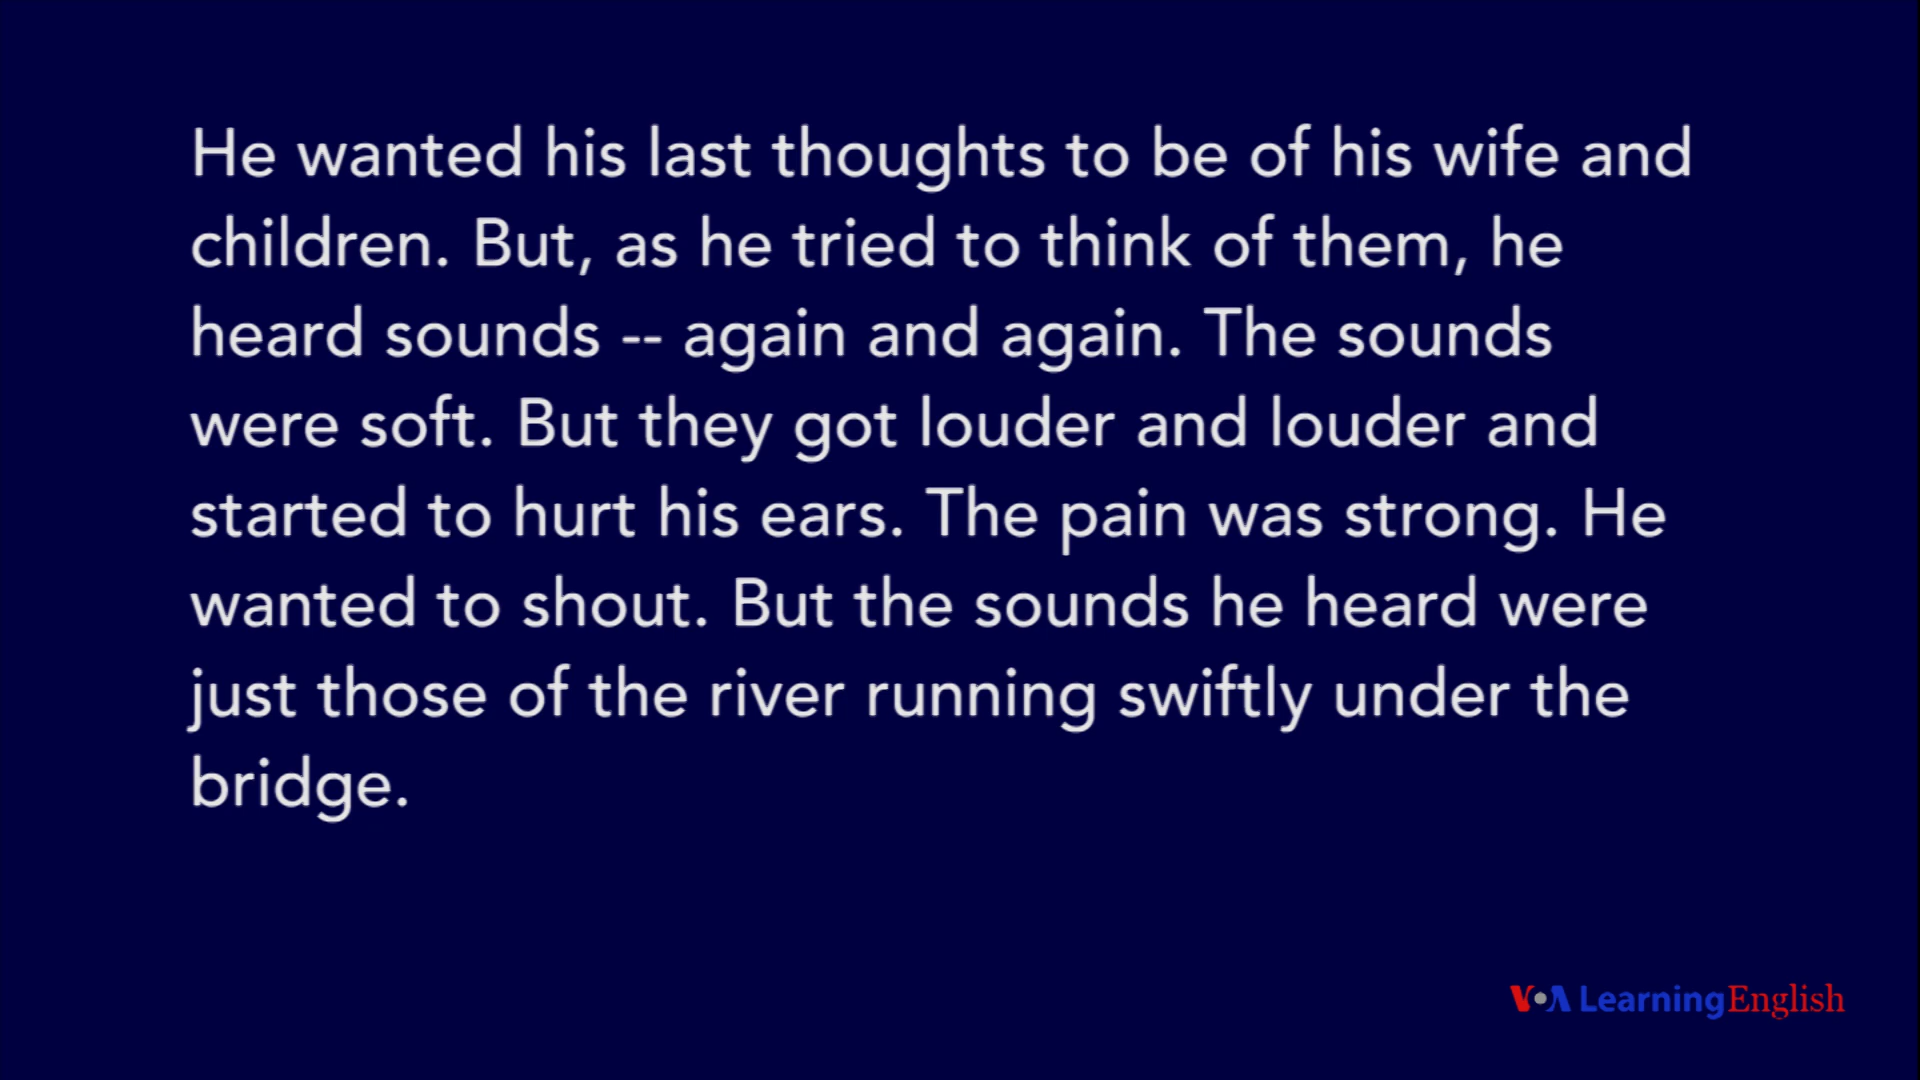 He wanted his last thoughts to be of his wife and
children. But, as he tried to think of them, he
heard sounds -- again and again. The sounds
were soft. But they got louder and louder and
started to hurt his ears. The pain was strong. He
wanted to shout. But the sounds he heard were
just those of the river running swiftly under the
bridge.
VOA LearningEnglish